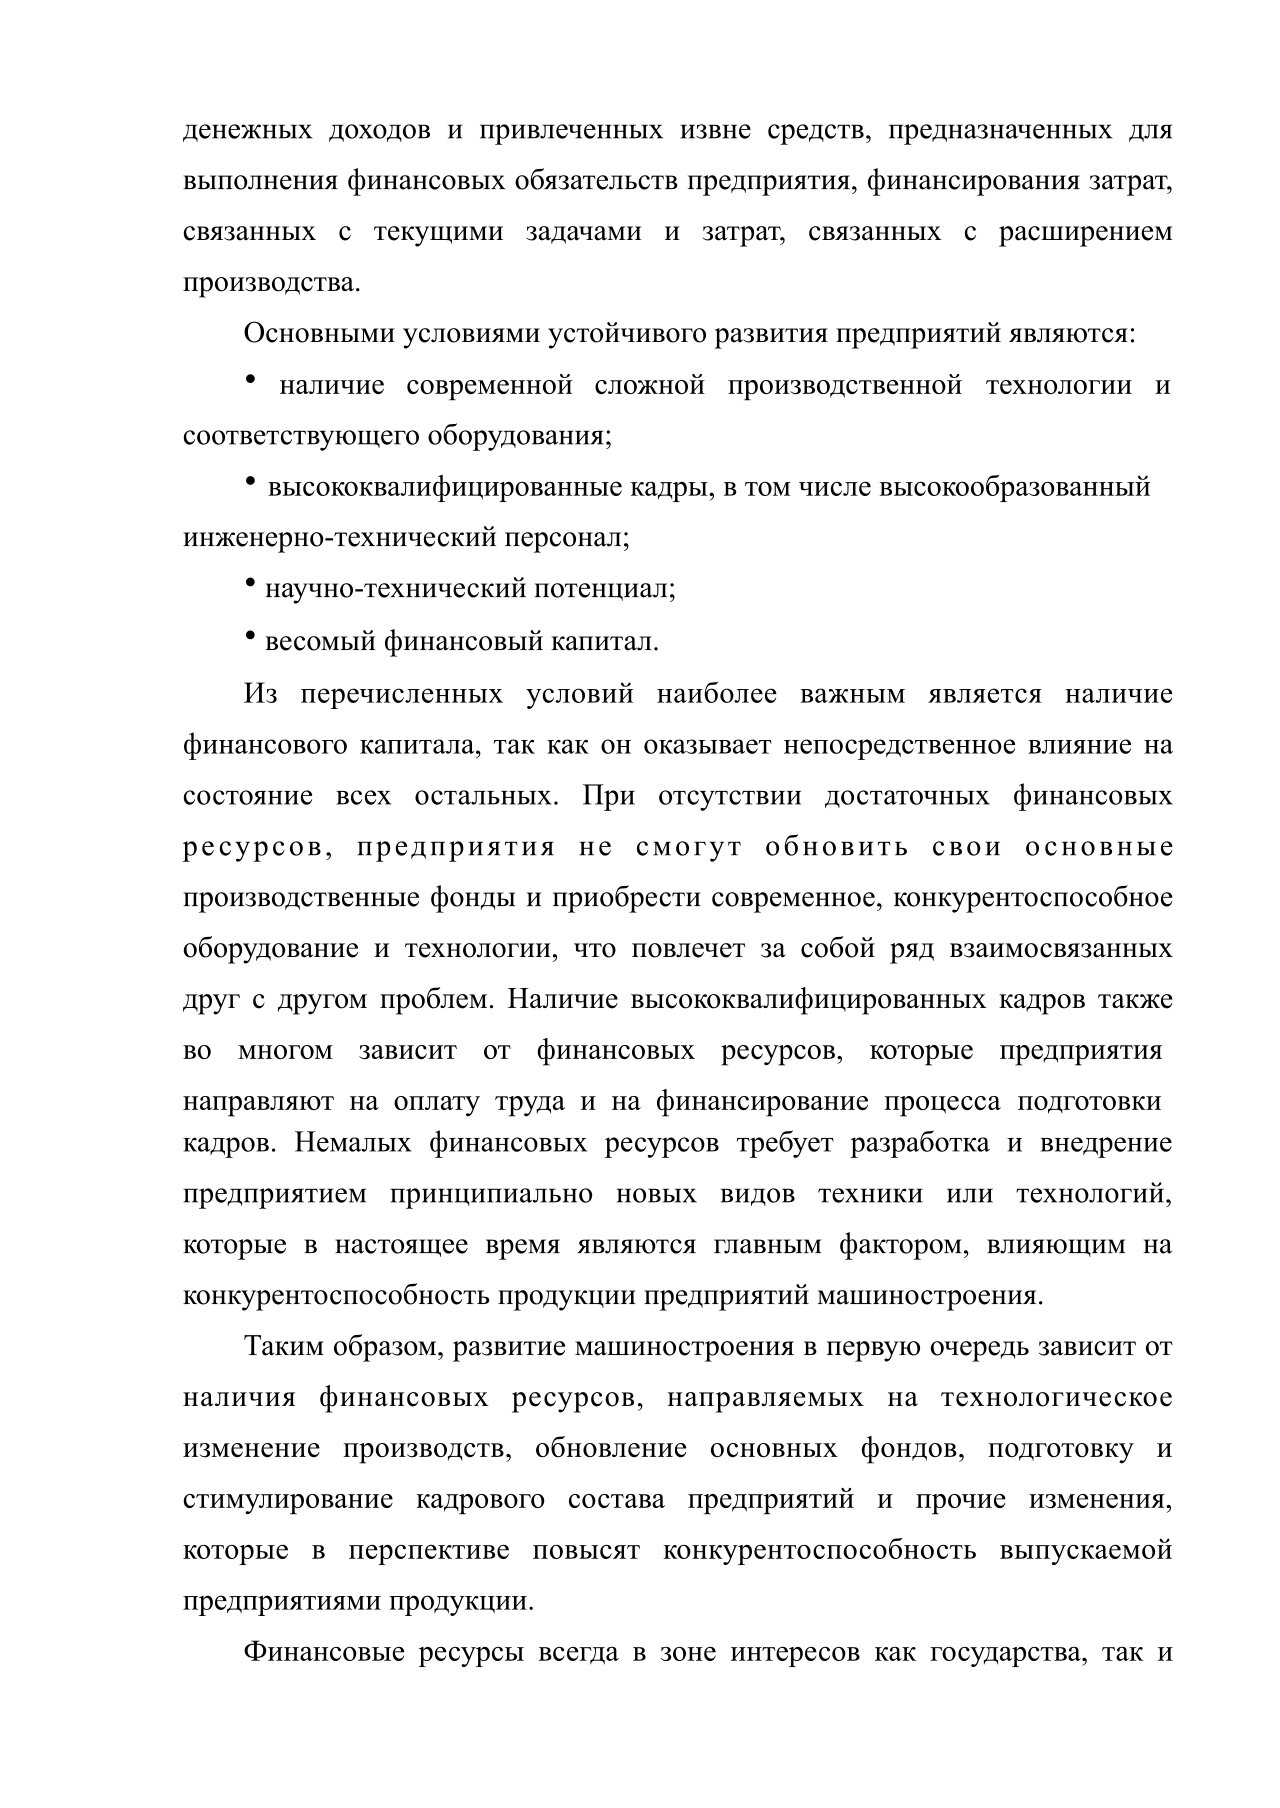 денежных доходов и привлеченных извне средств, предназначенных для
выполнения финансовых обязательств предприятия, финансирования затрат,
связанных с текущими задачами и затрат, связанных с расширением
производства.
Основными условиями устойчивого развития предприятий являются:
• наличие современной сложной производственной технологии и
соответствующего оборудования;
• высококвалифицированные кадры, в том числе высокообразованный
инженерно-технический персонал;
• научно-технический потенциал;
• весомый финансовый капитал.
Из перечисленных условий наиболее важным является наличие
финансового капитала, так как он оказывает непосредственное влияние на
состояние всех остальных. При отсутствии достаточных финансовых
ресурсов, предприятия не смогут обновить свои основные
производственные фонды и приобрести современное, конкурентоспособное
оборудование и технологии, что повлечет за собой ряд взаимосвязанных
друг с другом проблем. Наличие высококвалифицированных кадров также
во многом зависит от финансовых ресурсов, которые предприятия
направляют на оплату труда и на финансирование процесса подготовки
кадров. Немалых финансовых ресурсов требует разработка и внедрение
предприятием принципиально новых видов техники или технологий,
которые в настоящее время являются главным фактором, влияющим на
конкурентоспособность продукции предприятий машиностроения.
Таким образом, развитие машиностроения в первую очередь зависит от
наличия финансовых ресурсов, направляемых на технологическое
изменение производств, обновление основных фондов, подготовку и
стимулирование кадрового состава предприятий и прочие изменения,
которые в перспективе повысят конкурентоспособность выпускаемой
предприятиями продукции.
Финансовые ресурсы всегда в зоне интересов как государства, так и